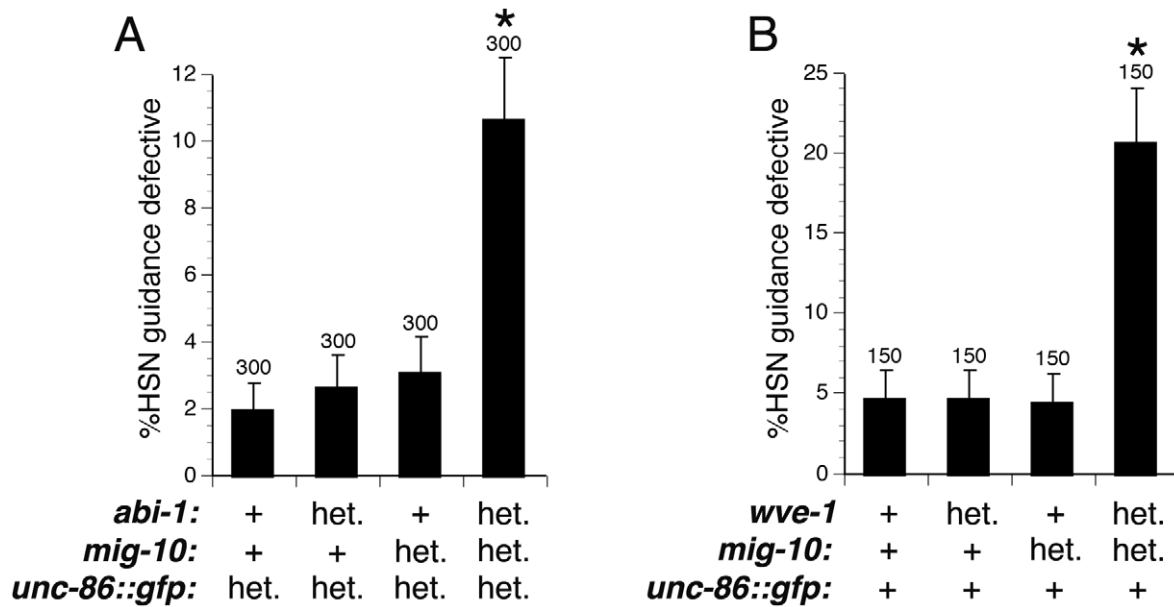 A
%HSN guidance defective
12
10
8
6
4
2
0
300
300
300
*
300
abi-1: + het. + het.
mig-10: + + het. het.
unc-86::gfp: het. het. het. het.
B
%HSN guidance defective
25
20
15
10
5
0
150
150
150
*
150
wve-1 + het. + het.
mig-10: + + het. het.
unc-86::gfp: + + + +